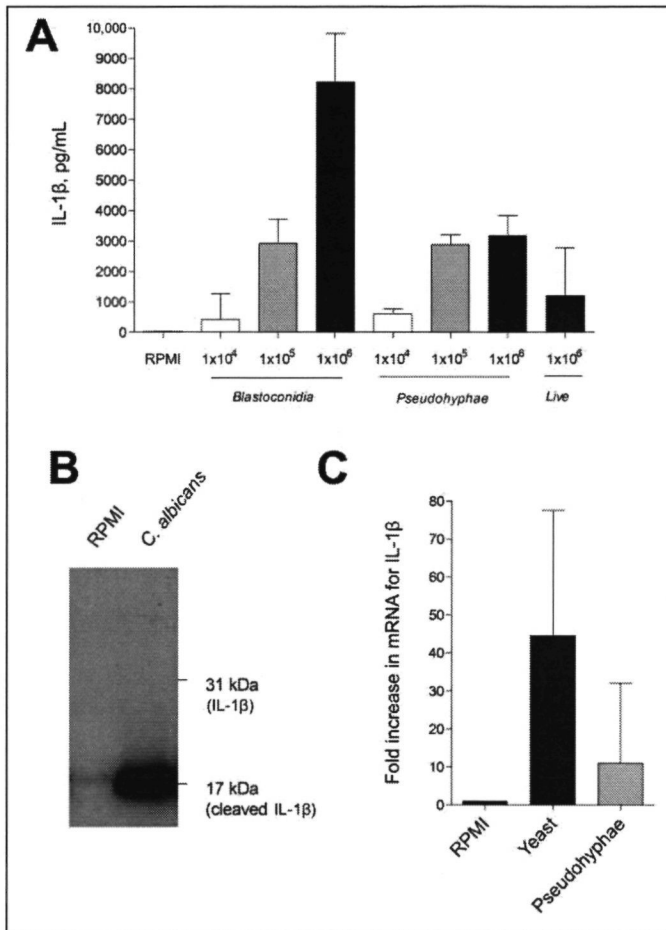 A
IL-1β, pg/mL
10,000
9000
8000
7000
6000
5000
4000
3000
2000
1000
0
RPMI 1x10⁴ 1x10⁵ 1x10⁶ 1x10⁴ 1x10⁵ 1x10⁶ 1x10⁶
Blastoconidia Pseudohyphae Live
B
RPMI
C. albicans
31 kDa
(IL-1β)
17 kDa
(cleaved IL-1β)
C
Fold increase in mRNA for IL-1β
80
70
60
50
40
30
20
10
0
RPMI
Yeast
Pseudohyphae